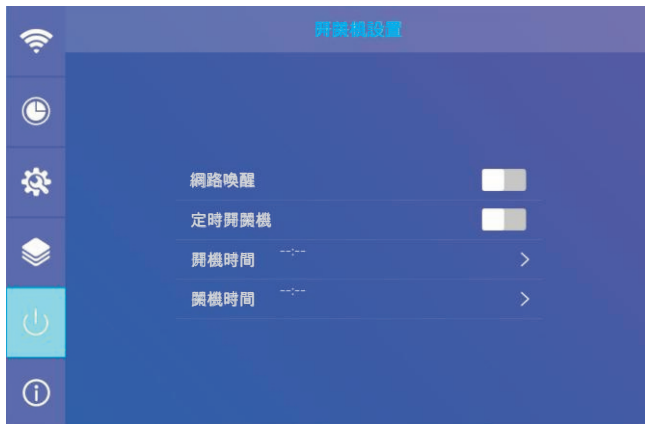 开关机設置
網路喚醒
定時開關機
開機時間 --:--
關機時間 --:--